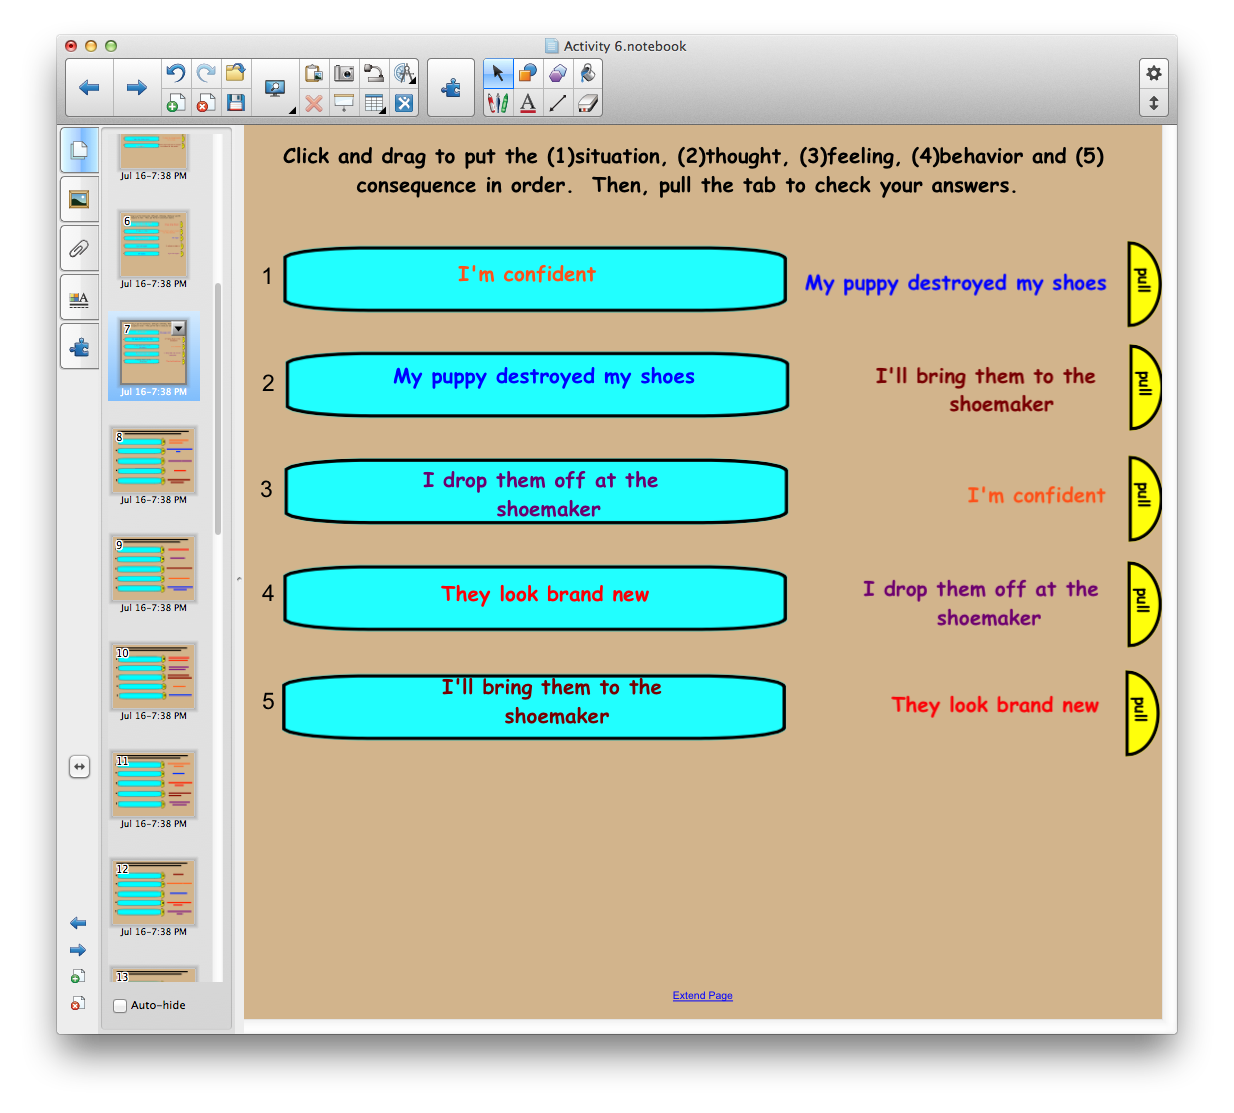 Activity 6.notebook
Jul 16-7:38 PM
6
Jul 16-7:38 PM
7
Jul 16-7:38 PM
8
Jul 16-7:38 PM
9
Jul 16-7:38 PM
10
Jul 16-7:38 PM
11
Jul 16-7:38 PM
12
Jul 16-7:38 PM
13
Auto-hide
Click and drag to put the (1)situation, (2)thought, (3)feeling, (4)behavior and (5)
consequence in order. Then, pull the tab to check your answers.
1
I'm confident
My puppy destroyed my shoes
pull
2
My puppy destroyed my shoes
I'll bring them to the
shoemaker
pull
3
I drop them off at the
shoemaker
I'm confident
pull
4
They look brand new
I drop them off at the
shoemaker
pull
5
I'll bring them to the
shoemaker
They look brand new
pull
Extend Page